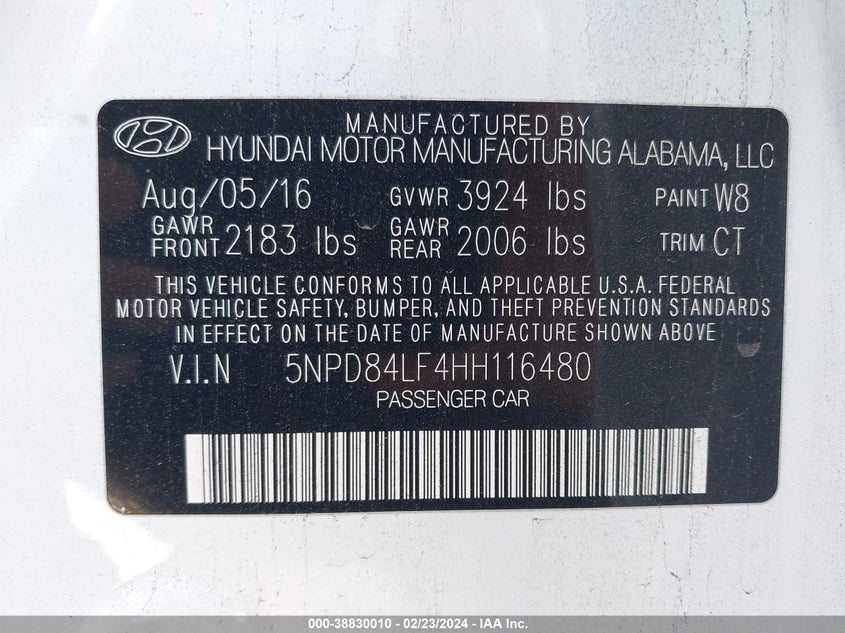 MANUFACTURED BY
HYUNDAI MOTOR MANUFACTURING ALABAMA, LLC
Aug/05/16 GVWR 3924 lbs PAINT W8
GAWR FRONT 2183 lbs GAWR REAR 2006 lbs TRIM CT
THIS VEHICLE CONFORMS TO ALL APPLICABLE U.S.A. FEDERAL
MOTOR VEHICLE SAFETY, BUMPER, AND THEFT PREVENTION STANDARDS
IN EFFECT ON THE DATE OF MANUFACTURE SHOWN ABOVE
V.I.N 5NPD84LF4HH116480
PASSENGER CAR
000-38830010 - 02/23/2024 - IAA Inc.